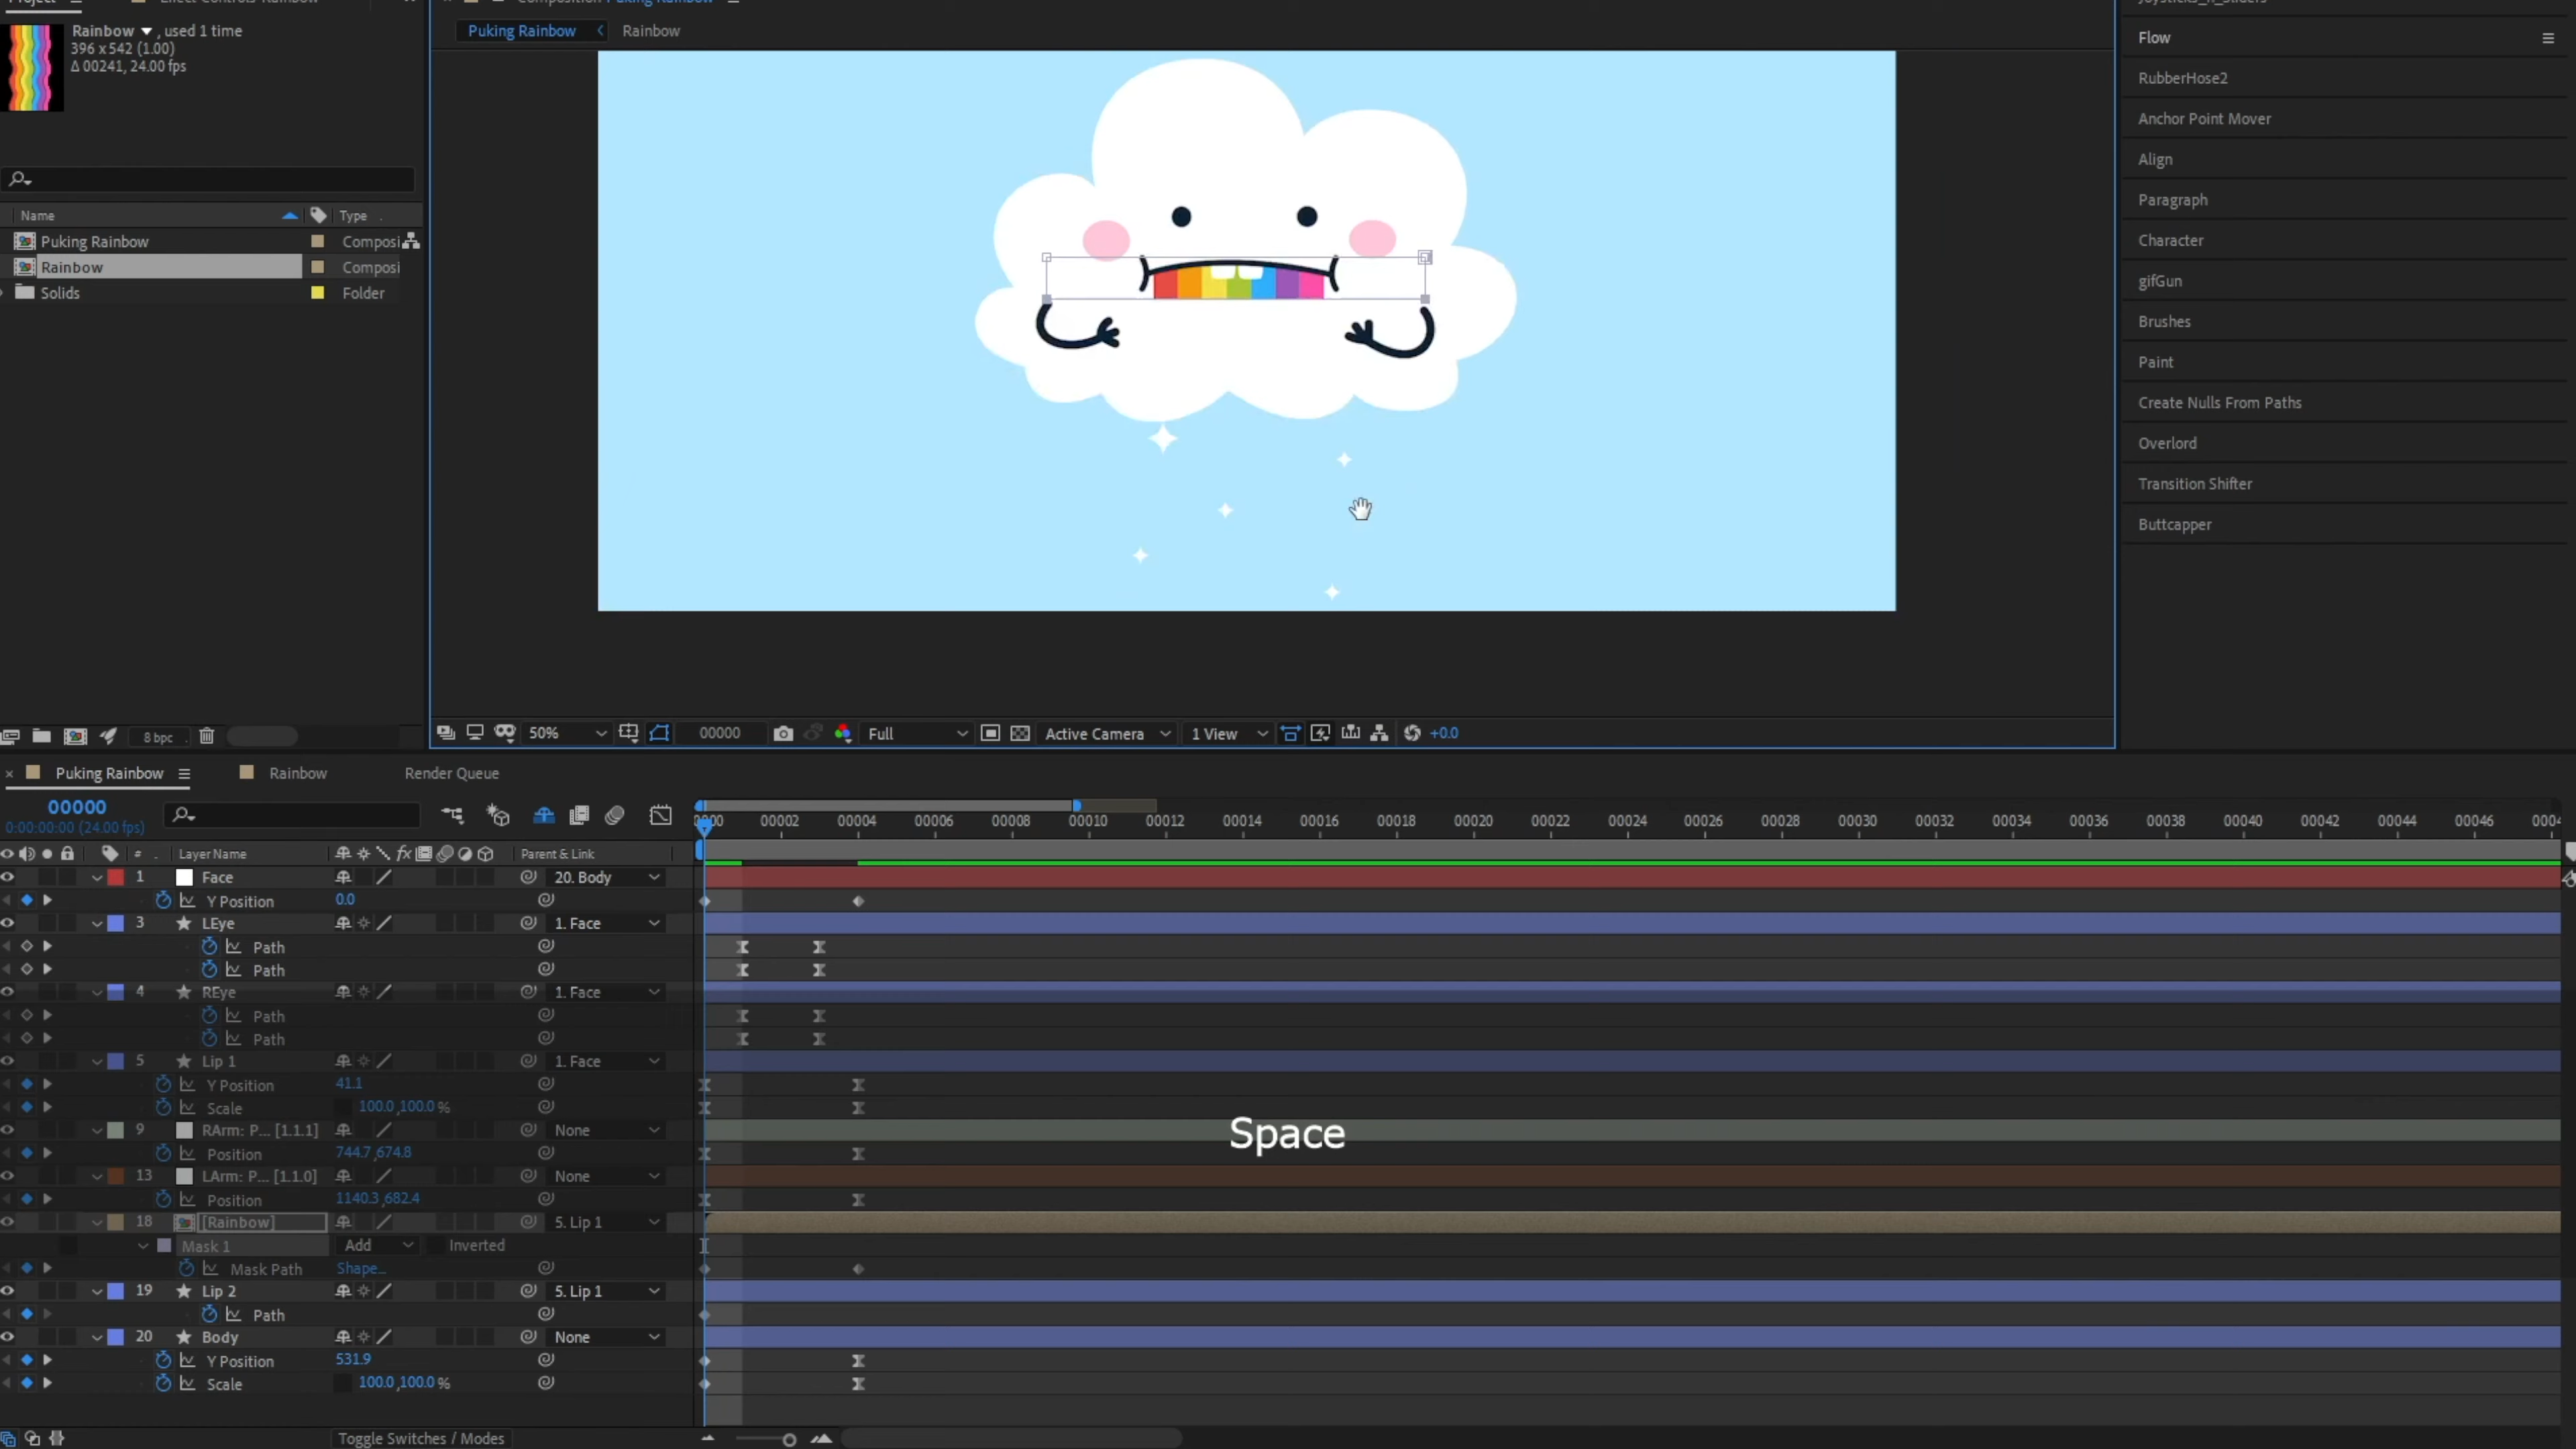 Project
Effect Controls Rainbow
Composition Puking Rainbow
Joysticks_n_Sliders
Rainbow , used 1 time
396 x 542 (1.00)
Δ 00241, 24.00 fps
Puking Rainbow Rainbow
Flow
RubberHose2
Anchor Point Mover
Align
Paragraph
Character
gifGun
Brushes
Paint
Create Nulls From Paths
Overlord
Transition Shifter
Buttcapper
Name Type
Puking Rainbow Composi
Rainbow Composi
Solids Folder
8 bpc
50% 00000 Full Active Camera 1 View +0.0
Puking Rainbow Rainbow Render Queue
00000
0:00:00:00 (24.00 fps)
00002 00004 00006 00008 00010 00012 00014 00016 00018 00020 00022 00024 00026 00028 00030 00032 00034 00036 00038 00040 00042 00044 00046
# Layer Name Parent & Link
1 Face 20. Body
Y Position 0.0
3 LEye 1. Face
Path
Path
4 REye 1. Face
Path
Path
5 Lip 1 1. Face
Y Position 41.1
Scale 100.0,100.0 %
9 RArm: P... [1.1.1] None
Position 744.7,674.8
13 LArm: P... [1.1.0] None
Position 1140.3,682.4
18 [Rainbow] 5. Lip 1
Mask 1 Add Inverted
Mask Path Shape...
19 Lip 2 5. Lip 1
Path
20 Body None
Y Position 531.9
Scale 100.0,100.0 %
Space
Toggle Switches / Modes